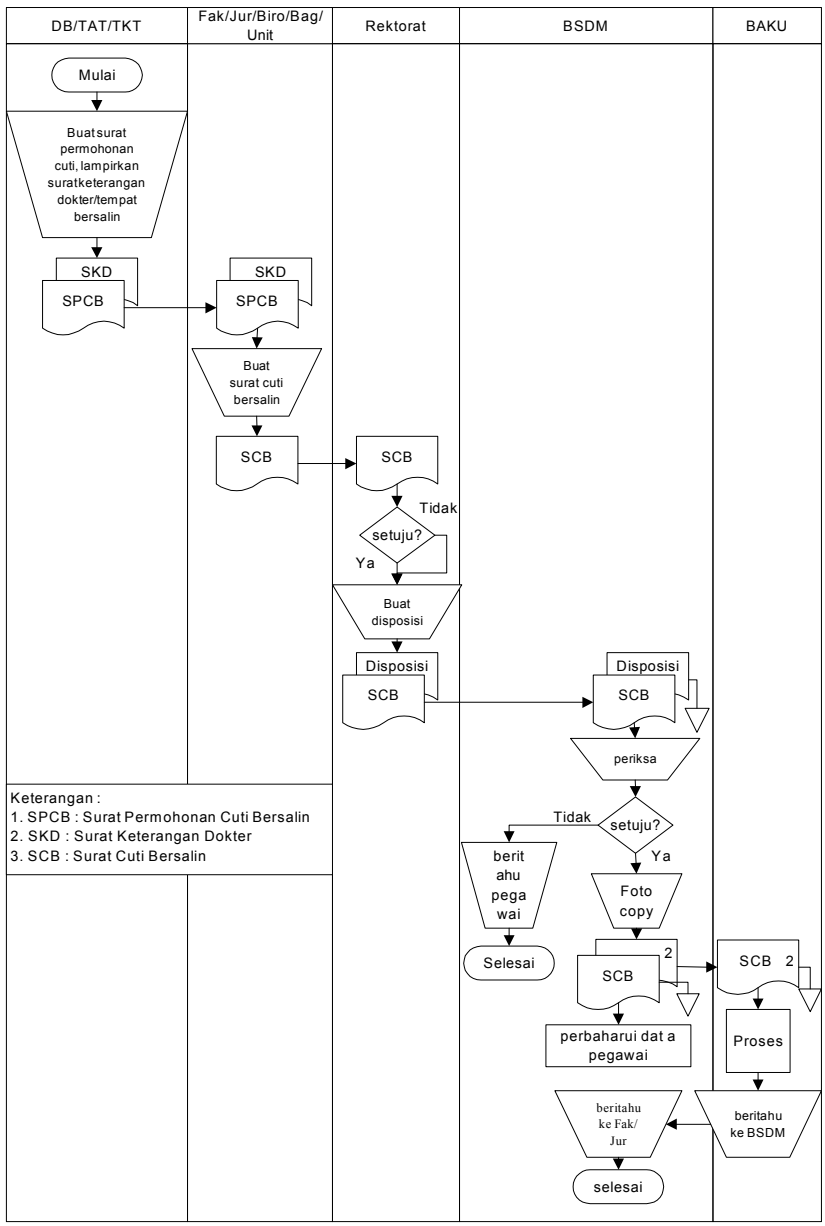 DB/TAT/TKT
Fak/Jur/Biro/Bag/
Unit
Rektorat
BSDM
BAKU
Mulai
Buat surat
permohonan
cuti, lampirkan
surat keterangan
dokter/tempat
bersalin
SKD
SPCB
SKD
SPCB
Buat
surat cuti
bersalin
SCB
SCB
Tidak
setuju?
Ya
Buat
disposisi
Disposisi
SCB
Disposisi
SCB
periksa
Keterangan :
1. SPCB : Surat Permohonan Cuti Bersalin
2. SKD : Surat Keterangan Dokter
3. SCB : Surat Cuti Bersalin
Tidak
setuju?
Ya
berit
ahu
pega
wai
Selesai
Foto
copy
2
SCB
SCB 2
perbaharui dat a
pegawai
Proses
beritahu
ke BSDM
beritahu
ke Fak/
Jur
selesai